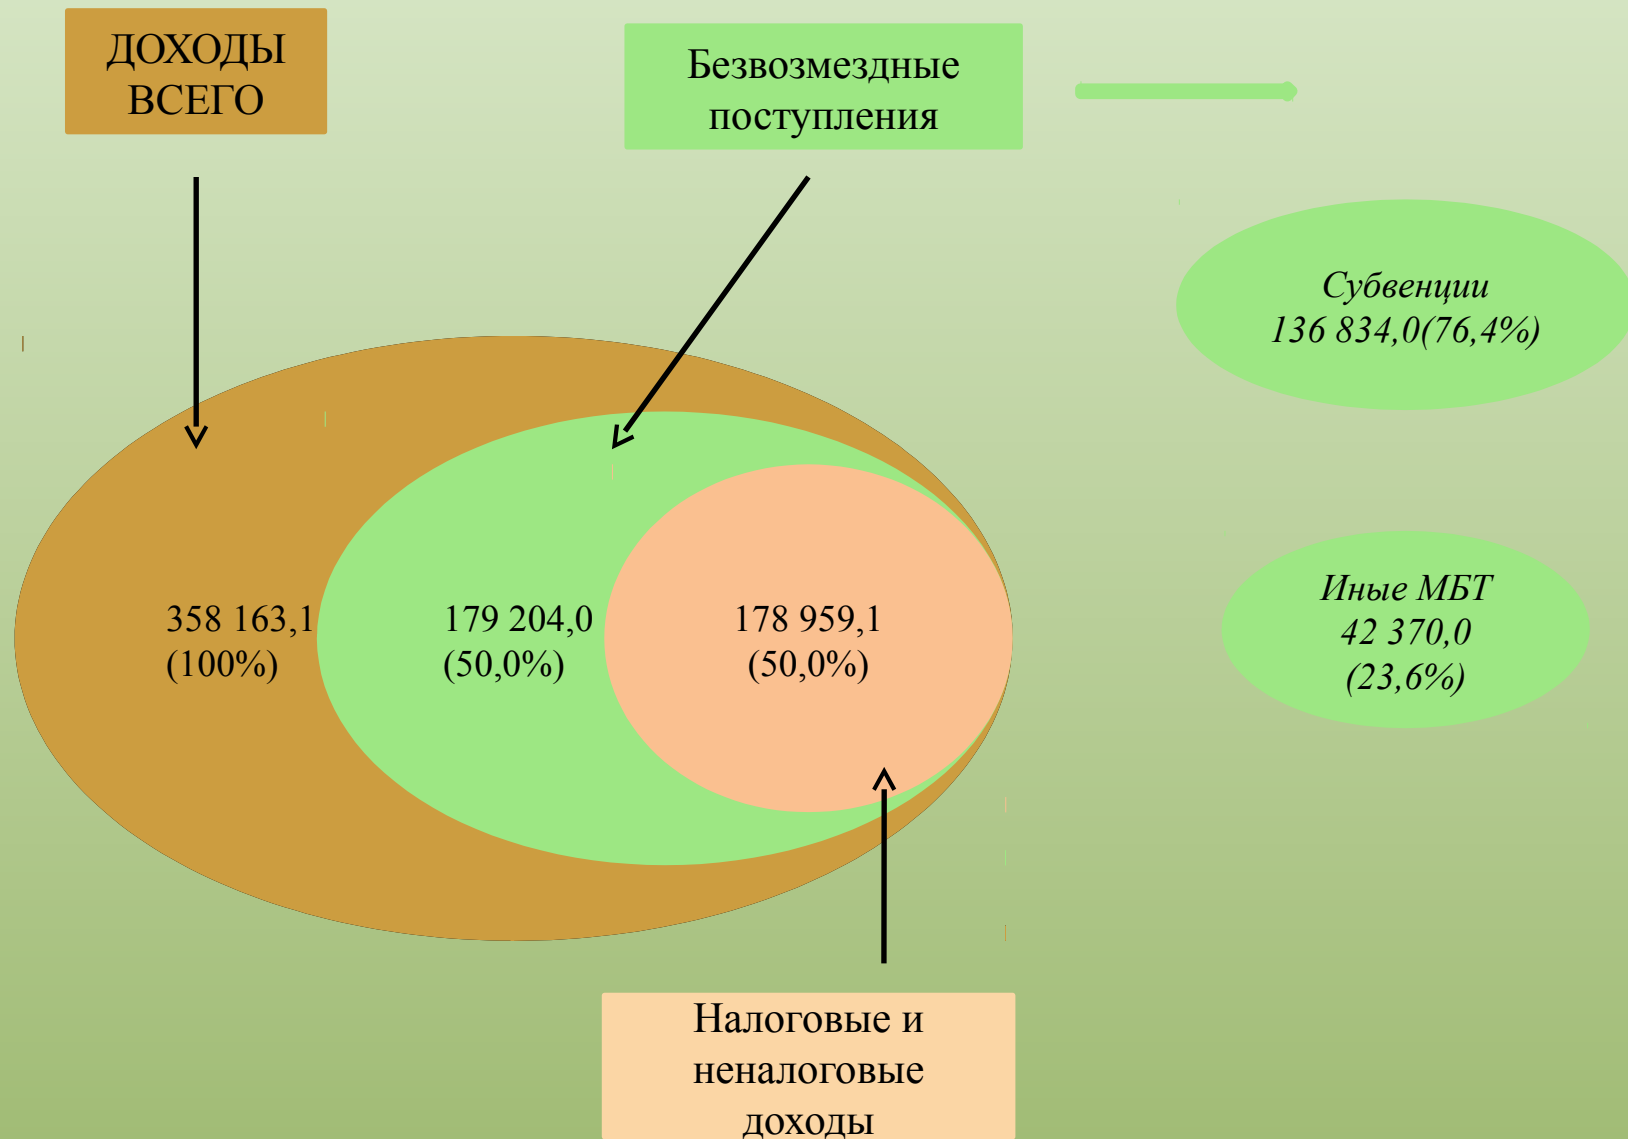 ДОХОДЫ
ВСЕГО
Безвозмездные
поступления
Субвенции
136 834,0(76,4%)
358 163,1
(100%)
179 204,0
(50,0%)
178 959,1
(50,0%)
Иные МБТ
42 370,0
(23,6%)
Налоговые и
неналоговые
доходы